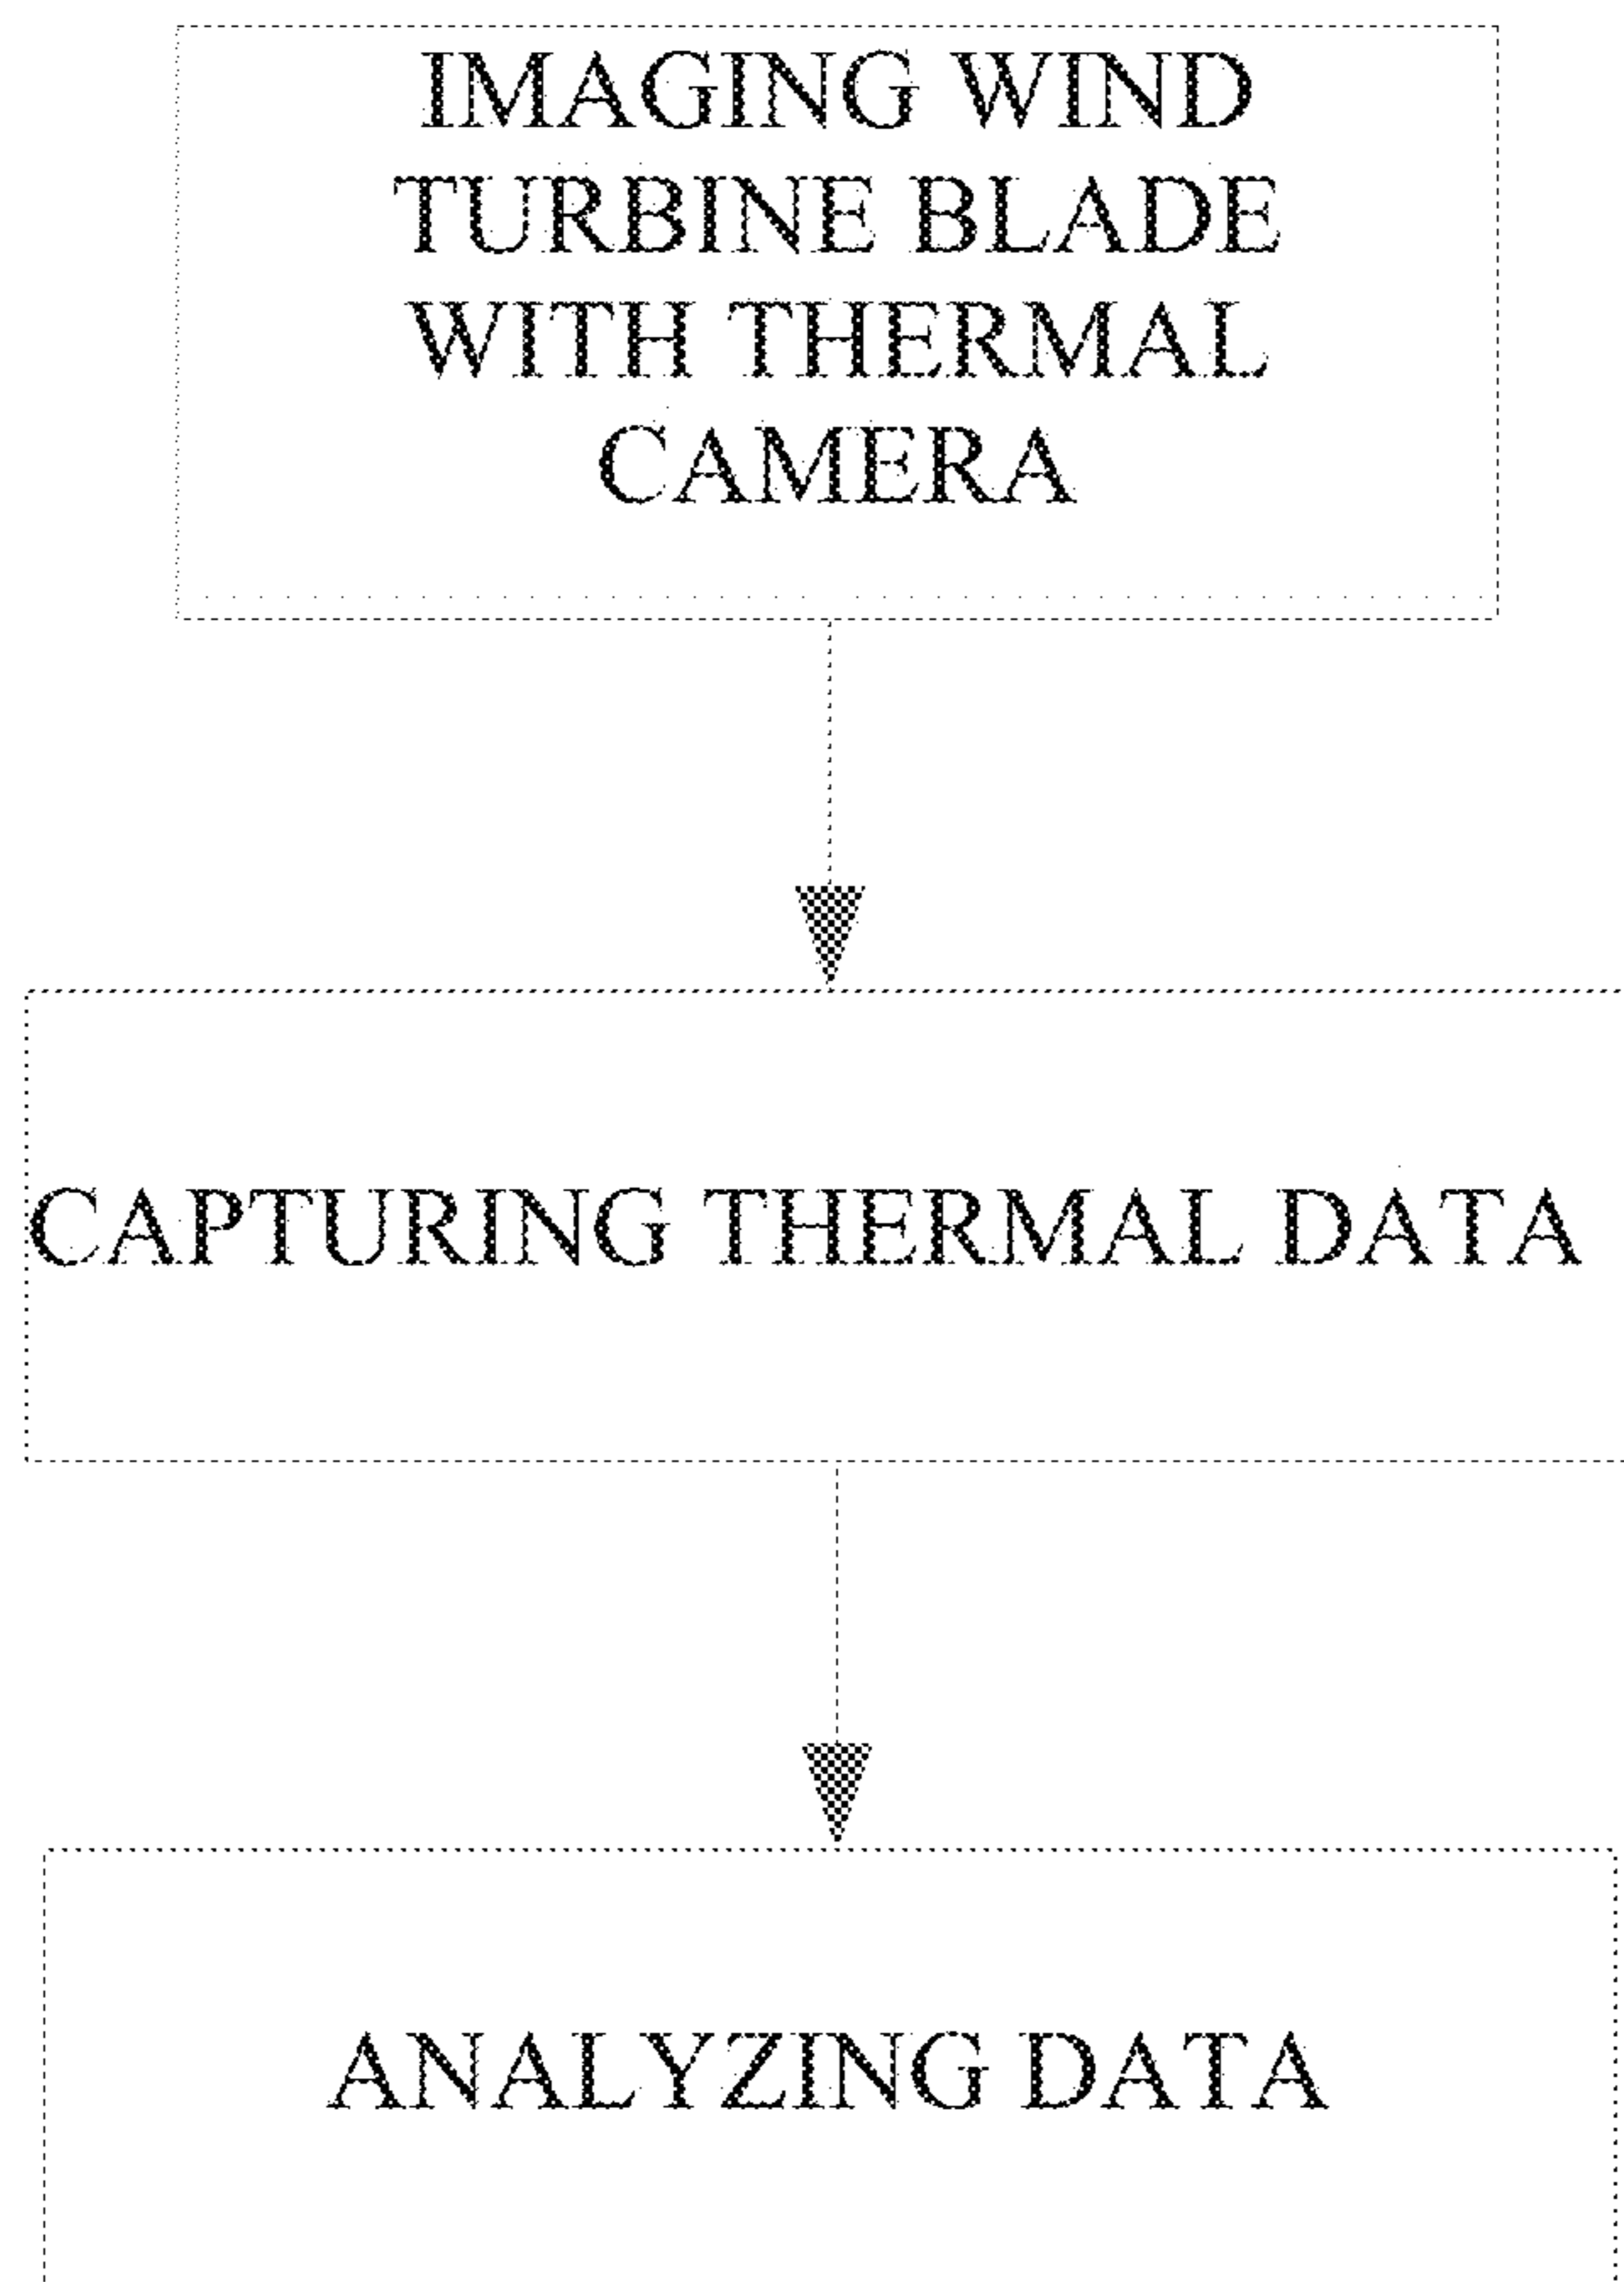 IMAGING WIND
TURBINE BLADE
WITH THERMAL
CAMERA
CAPTURING THERMAL DATA
ANALYZING DATA